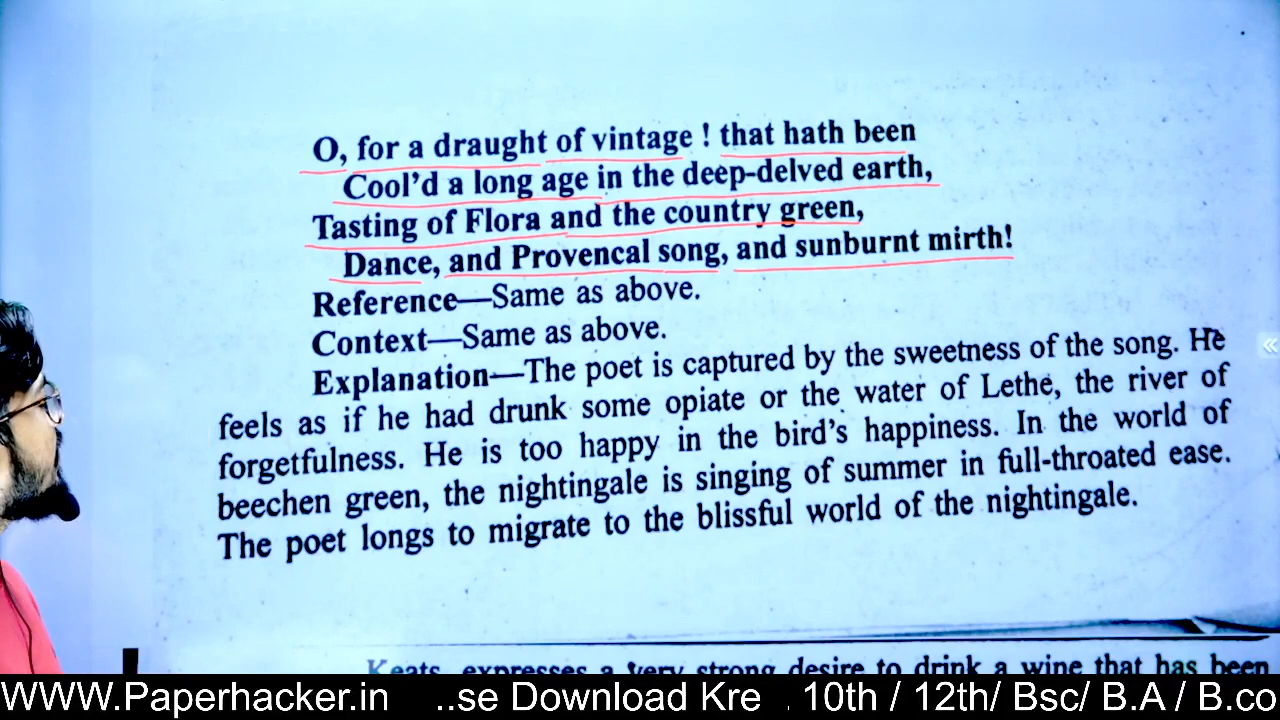 O, for a draught of vintage ! that hath been
Cool'd a long age in the deep-delved earth,
Tasting of Flora and the country green,
Dance, and Provencal song, and sunburnt mirth!
Reference—Same as above.
Context—Same as above.
Explanation—The poet is captured by the sweetness of the song. He
feels as if he had drunk some opiate or the water of Lethe, the river of
forgetfulness. He is too happy in the bird's happiness. In the world of
beechen green, the nightingale is singing of summer in full-throated ease.
The poet longs to migrate to the blissful world of the nightingale.
Keats expresses a very strong desire to drink a wine that has been
WWW.Paperhacker.in ..se Download Kre . 10th / 12th/ Bsc/ B.A / B.co